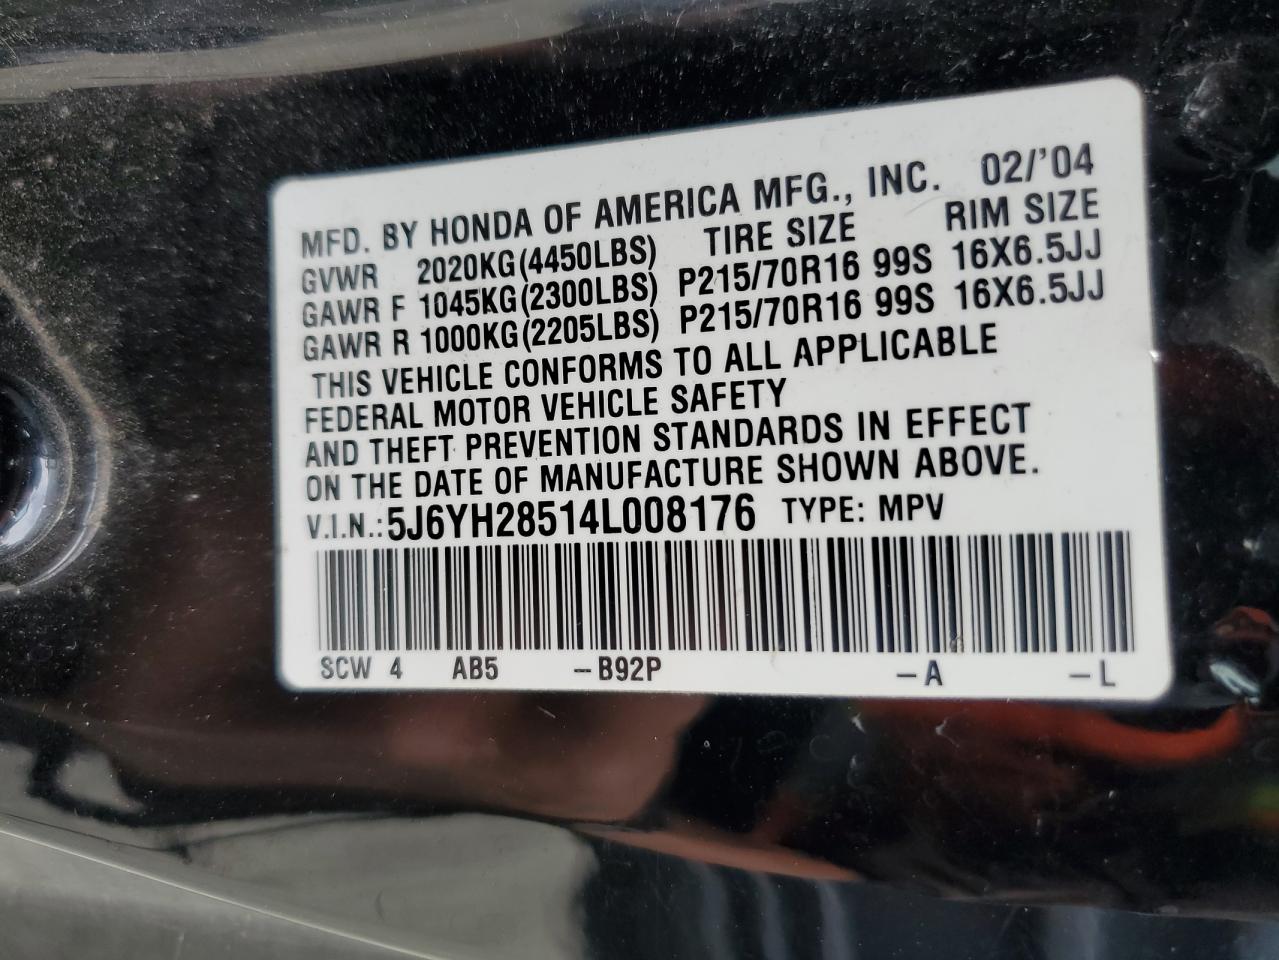 MFD. BY HONDA OF AMERICA MFG., INC. 02/'04
GVWR 2020KG(4450LBS) TIRE SIZE RIM SIZE
GAWR F 1045KG(2300LBS) P215/70R16 99S 16X6.5JJ
GAWR R 1000KG(2205LBS) P215/70R16 99S 16X6.5JJ
THIS VEHICLE CONFORMS TO ALL APPLICABLE
FEDERAL MOTOR VEHICLE SAFETY
AND THEFT PREVENTION STANDARDS IN EFFECT
ON THE DATE OF MANUFACTURE SHOWN ABOVE.
V.I.N.: 5J6YH28514L008176 TYPE: MPV
SCW 4 AB5 -B92P -A -L